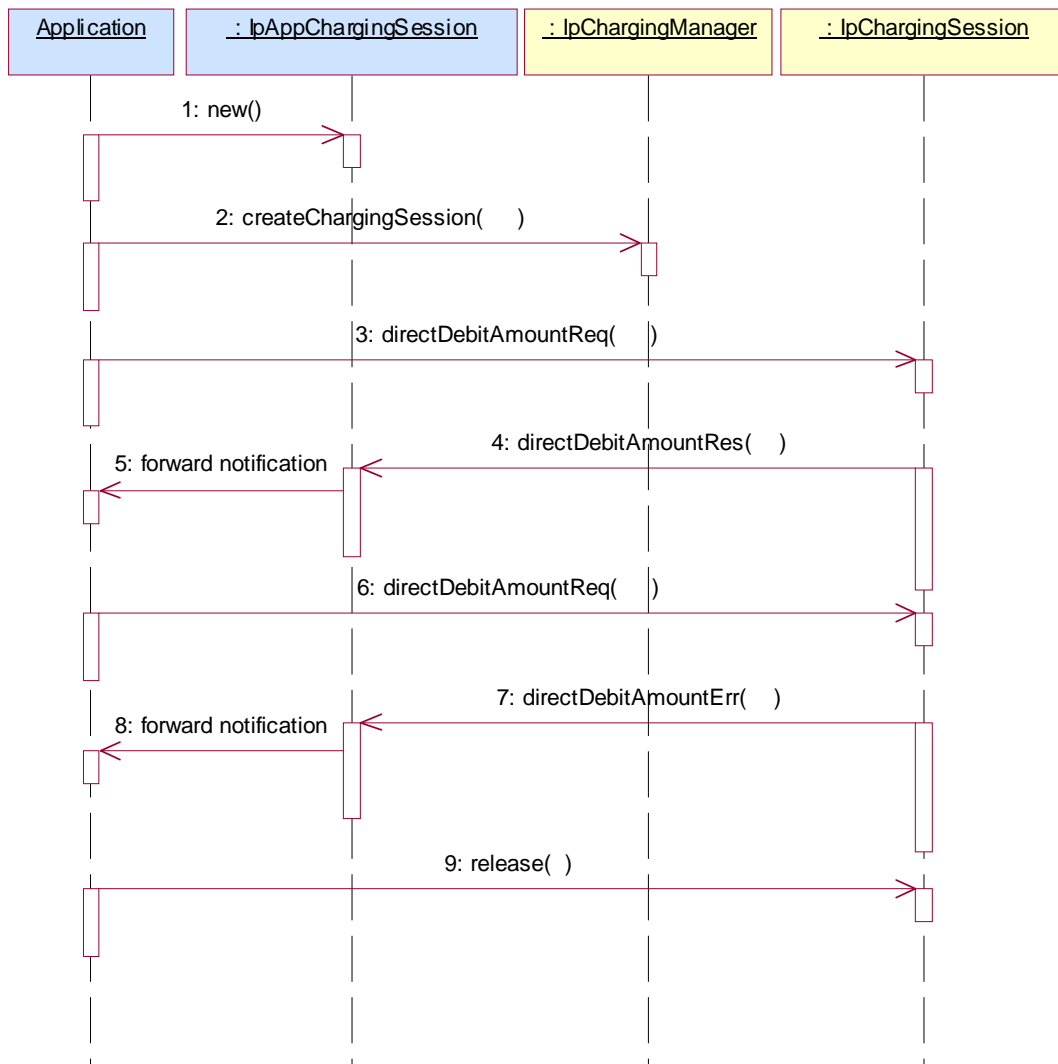 Application
: IpAppChargingSession
: IpChargingManager
: IpChargingSession
1: new()
2: createChargingSession( )
3: directDebitAmountReq( )
4: directDebitAmountRes( )
5: forward notification
6: directDebitAmountReq( )
7: directDebitAmountErr( )
8: forward notification
9: release( )